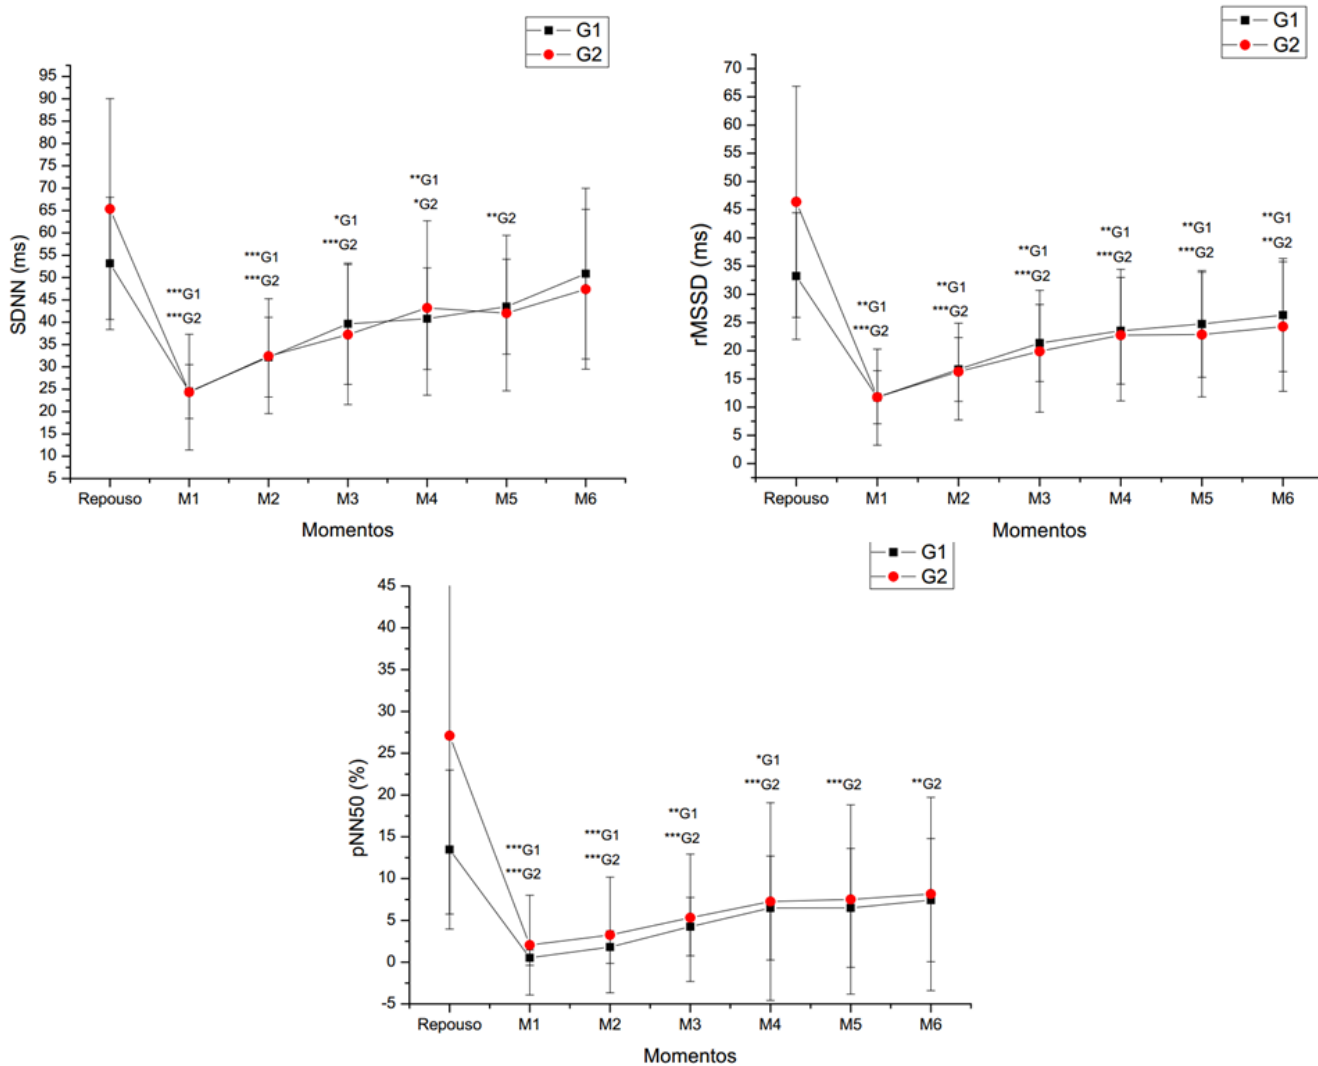 G1
G2
SDNN (ms)
95
90
85
80
75
70
65
60
55
50
45
40
35
30
25
20
15
10
5
***G1
***G2
***G1
***G2
*G1
***G2
**G1
*G2
**G2
Repouso M1 M2 M3 M4 M5 M6
Momentos
G1
G2
rMSSD (ms)
70
65
60
55
50
45
40
35
30
25
20
15
10
5
0
**G1
***G2
**G1
***G2
**G1
***G2
**G1
***G2
**G1
***G2
**G1
**G2
Repouso M1 M2 M3 M4 M5 M6
Momentos
G1
G2
pNN50 (%)
45
40
35
30
25
20
15
10
5
0
-5
***G1
***G2
***G1
***G2
**G1
***G2
*G1
***G2
***G2
**G2
Repouso M1 M2 M3 M4 M5 M6
Momentos